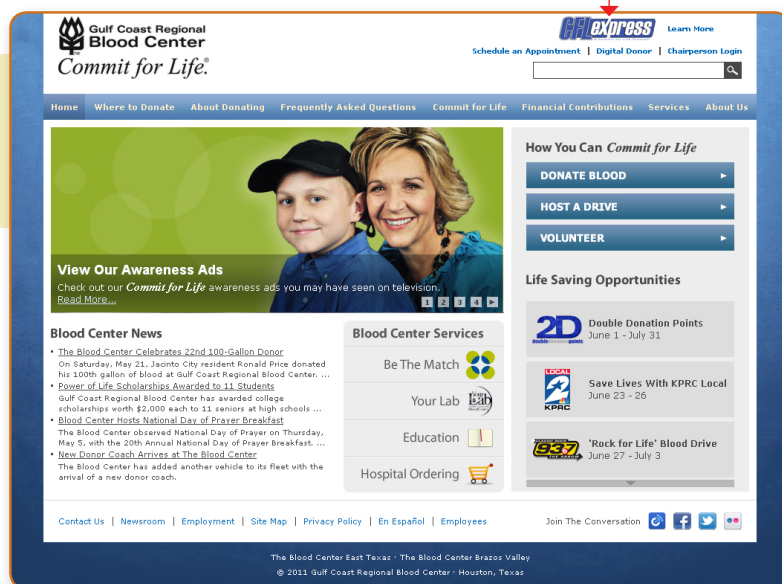 Gulf Coast Regional
Blood Center
Commit for Life.®
CFLexpress
Learn More
Schedule an Appointment | Digital Donor | Chairperson Login
Home Where to Donate About Donating Frequently Asked Questions Commit for Life Financial Contributions Services About Us
View Our Awareness Ads
Check out our Commit for Life awareness ads you may have seen on television.
Read More...
1 2 3 4
How You Can Commit for Life
DONATE BLOOD
HOST A DRIVE
VOLUNTEER
Life Saving Opportunities
2D
double donation points
Double Donation Points
June 1 - July 31
LOCAL
2
KPRC
Save Lives With KPRC Local
June 23 - 26
93.7
THE ARROW
'Rock for Life' Blood Drive
June 27 - July 3
Blood Center News
• The Blood Center Celebrates 22nd 100-Gallon Donor
On Saturday, May 21, Jacinto City resident Ronald Price donated
his 100th gallon of blood at Gulf Coast Regional Blood Center. ...
• Power of Life Scholarships Awarded to 11 Students
Gulf Coast Regional Blood Center has awarded college
scholarships worth $2,000 each to 11 seniors at high schools ...
• Blood Center Hosts National Day of Prayer Breakfast
The Blood Center observed National Day of Prayer on Thursday,
May 5, with the 20th Annual National Day of Prayer Breakfast. ...
• New Donor Coach Arrives at The Blood Center
The Blood Center has added another vehicle to its fleet with the
arrival of a new donor coach.
Blood Center Services
Be The Match
Your Lab
Education
Hospital Ordering
Contact Us | Newsroom | Employment | Site Map | Privacy Policy | En Español | Employees
Join The Conversation
The Blood Center East Texas · The Blood Center Brazos Valley
© 2011 Gulf Coast Regional Blood Center · Houston, Texas